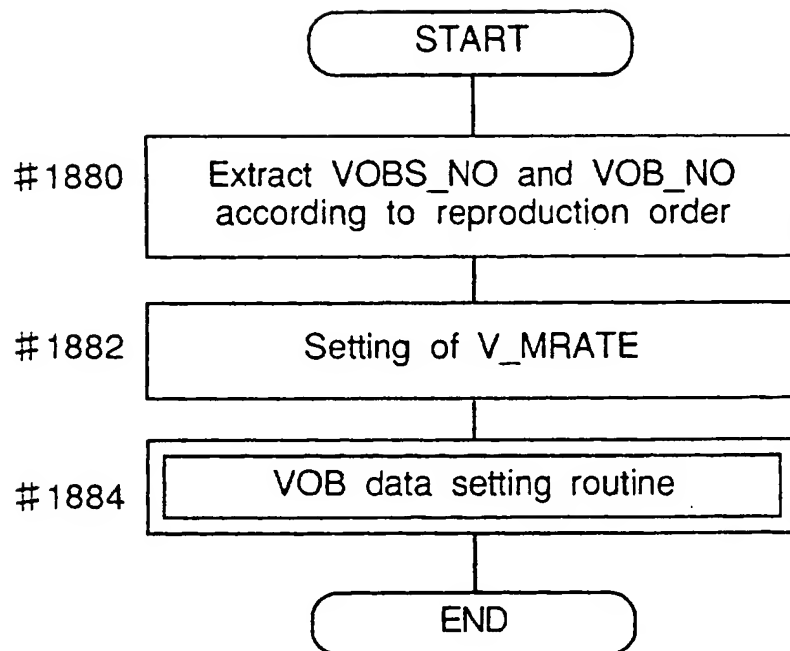 START
#1880
Extract VOBS_NO and VOB_NO
according to reproduction order
#1882
Setting of V_MRATE
#1884
VOB data setting routine
END